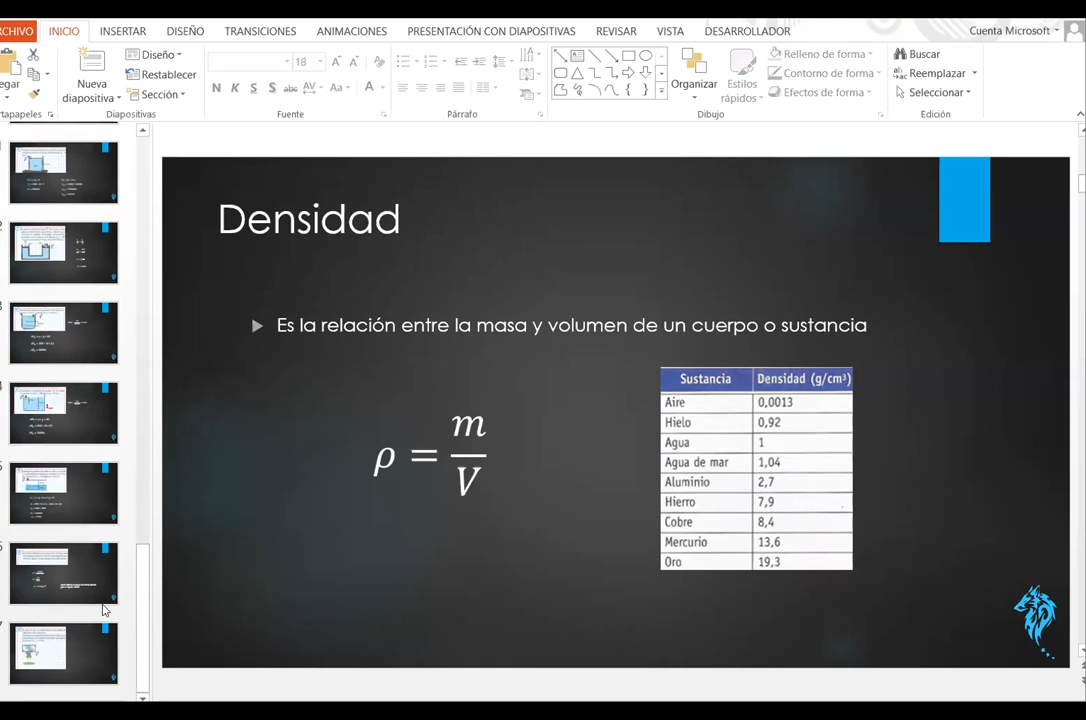 ARCHIVO INICIO INSERTAR DISEÑO TRANSICIONES ANIMACIONES PRESENTACIÓN CON DIAPOSITIVAS REVISAR VISTA DESARROLLADOR Cuenta Microsoft
Nueva diapositiva
Diseño
Restablecer
Sección
18
N K S S abc AV Aa A
Organizar
Estilos rápidos
Relleno de forma
Contorno de forma
Efectos de forma
Buscar
Reemplazar
Seleccionar
Diapositivas Fuente Párrafo Dibujo Edición
Densidad
Es la relación entre la masa y volumen de un cuerpo o sustancia
ρ = m/V
Sustancia Densidad (g/cm³)
Aire 0,0013
Hielo 0,92
Agua 1
Agua de mar 1,04
Aluminio 2,7
Hierro 7,9
Cobre 8,4
Mercurio 13,6
Oro 19,3